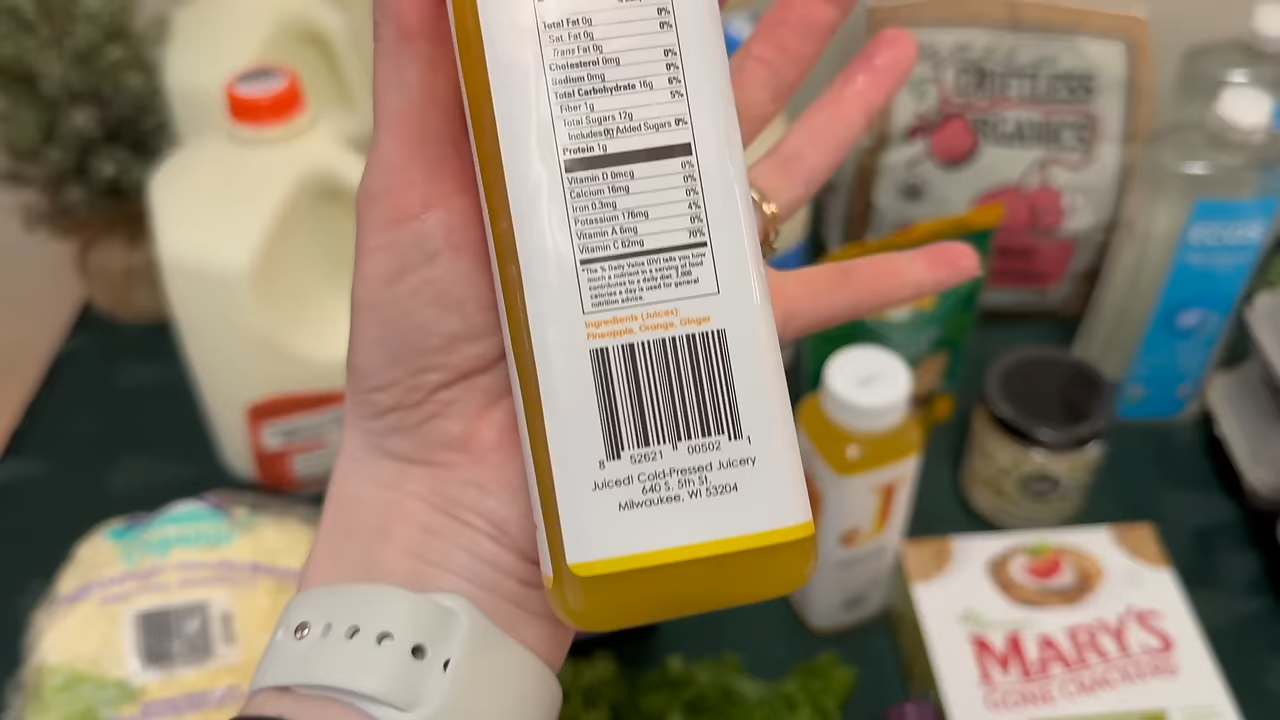 Total Fat 0g 0%
Sat. Fat 0g 0%
Trans Fat 0g
Cholesterol 0mg 0%
Sodium 0mg 0%
Total Carbohydrate 16g 6%
Fiber 1g 5%
Total Sugars 12g
Includes 0g Added Sugars 0%
Protein 1g
Vitamin D 0mcg 0%
Calcium 16mg 0%
Iron 0.3mg 0%
Potassium 176mg 4%
Vitamin A 6mg 0%
Vitamin C 62mg 70%
*The % Daily Value (DV) tells you how
much a nutrient in a serving of food
contributes to a daily diet. 2,000
calories a day is used for general
nutrition advice.
Ingredients (Juices):
Pineapple, Orange, Ginger
8 52621 00502 1
Juiced! Cold-Pressed Juicery
640 S. 5th St.
Milwaukee, WI 53204
ORGANICS
J
MARY'S
GONE CRACKERS